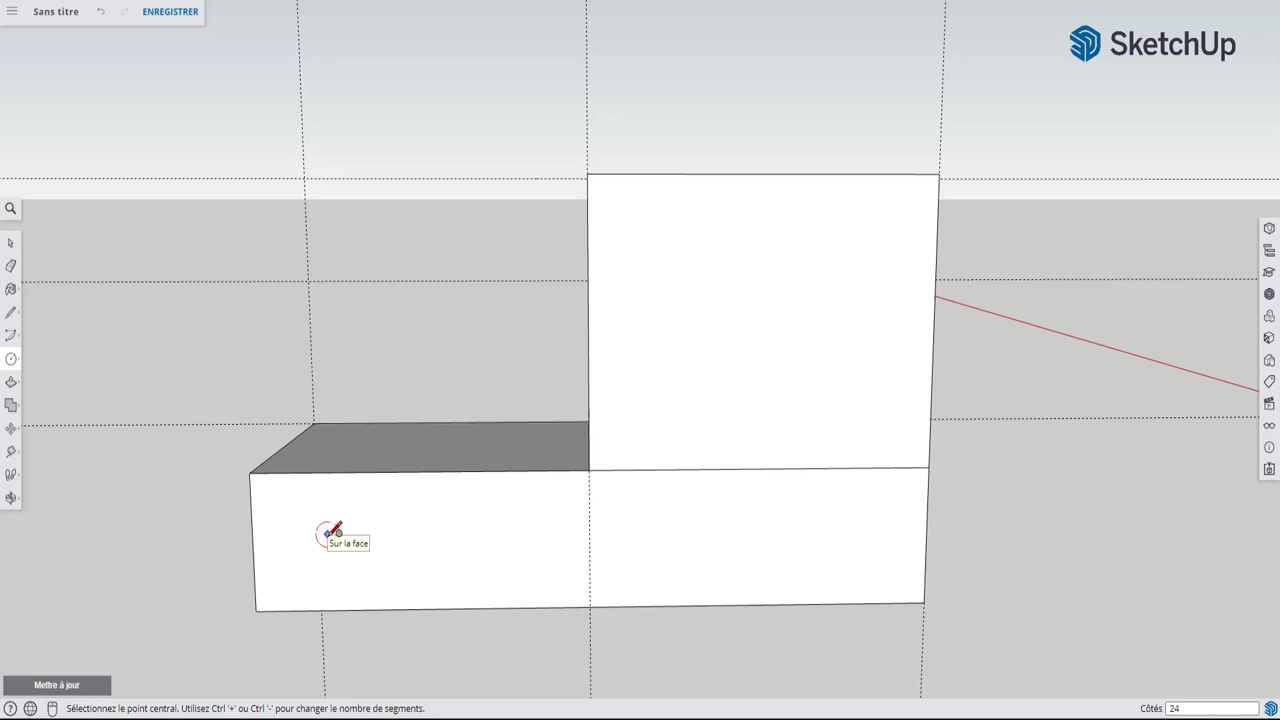 Sans titre
ENREGISTRER
SketchUp
Sur la face
Mettre à jour
Sélectionnez le point central. Utilisez Ctrl '+' ou Ctrl '-' pour changer le nombre de segments.
Côtés 24